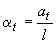 α_t = a_t / l